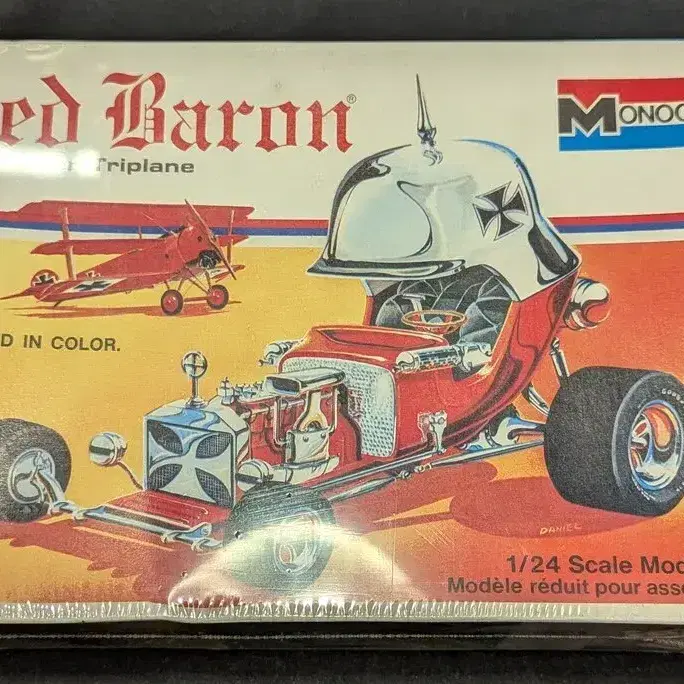 ed Baron®
Triplane
MONOG
D IN COLOR.
DANIEL
1/24 Scale Mod
Modèle réduit pour asse